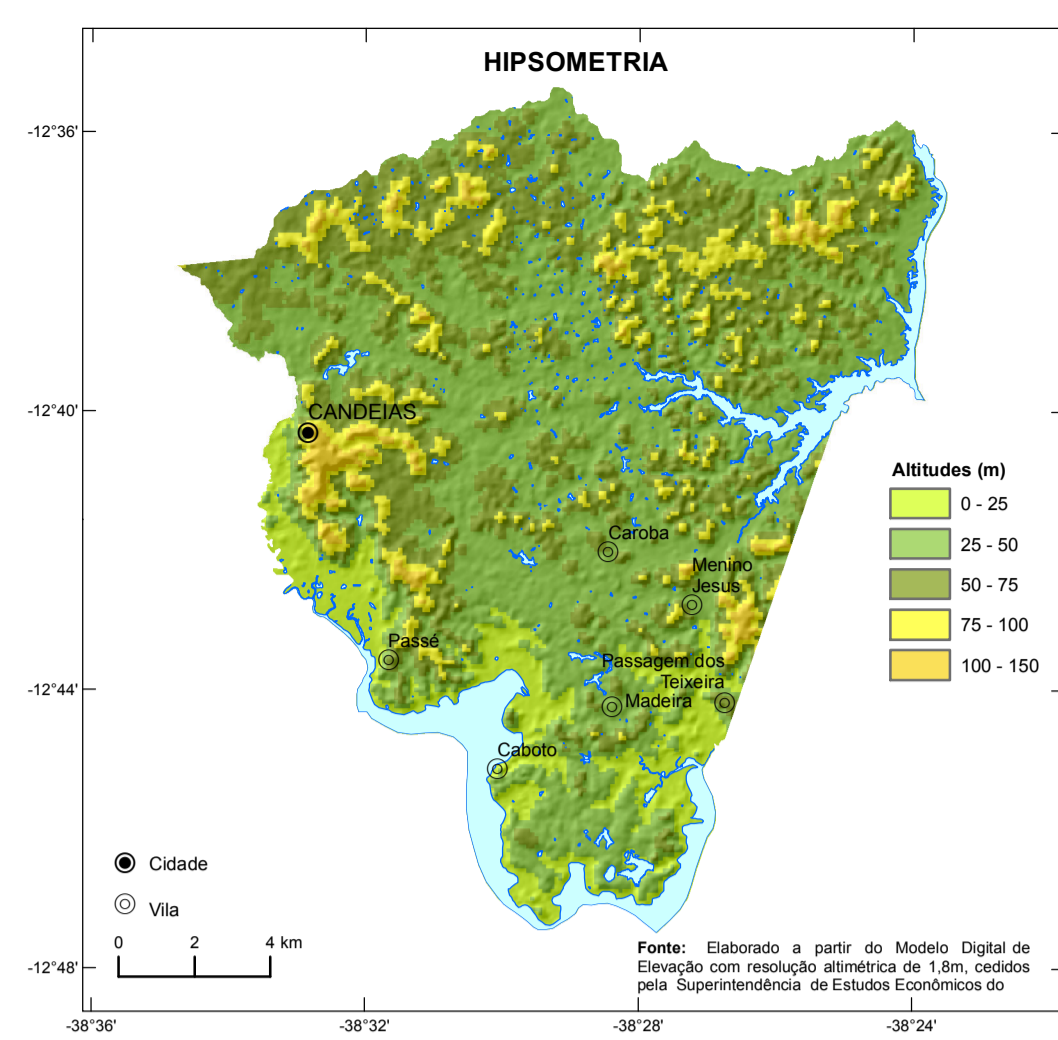 HIPSOMETRIA
-12°36'
-12°40'
CANDEIAS
Altitudes (m)
0 - 25
25 - 50
50 - 75
75 - 100
100 - 150
Caroba
Menino
Jesus
Passé
Passagem dos
Teixeira
Madeira
-12°44'
Caboto
Cidade
Vila
0 2 4 km
Fonte: Elaborado a partir do Modelo Digital de
Elevação com resolução altimétrica de 1,8m, cedidos
pela Superintendência de Estudos Econômicos do
-12°48'
-38°36' -38°32' -38°28' -38°24'